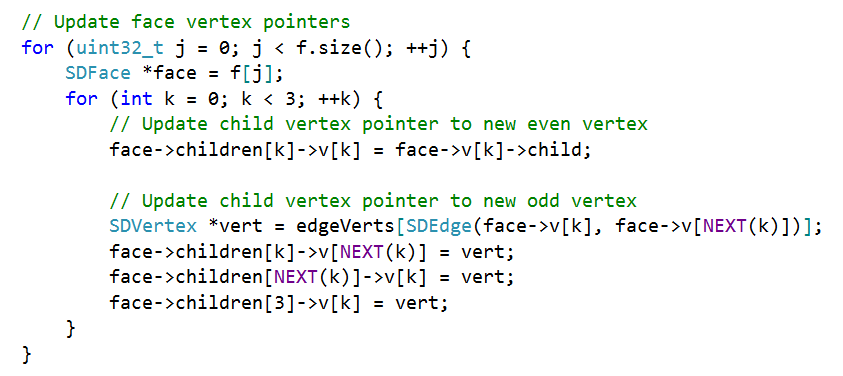 // Update face vertex pointers
for (uint32_t j = 0; j < f.size(); ++j) {
    SDFace *face = f[j];
    for (int k = 0; k < 3; ++k) {
        // Update child vertex pointer to new even vertex
        face->children[k]->v[k] = face->v[k]->child;

        // Update child vertex pointer to new odd vertex
        SDVertex *vert = edgeVerts[SDEdge(face->v[k], face->v[NEXT(k)])];
        face->children[k]->v[NEXT(k)] = vert;
        face->children[NEXT(k)]->v[k] = vert;
        face->children[3]->v[k] = vert;
    }
}